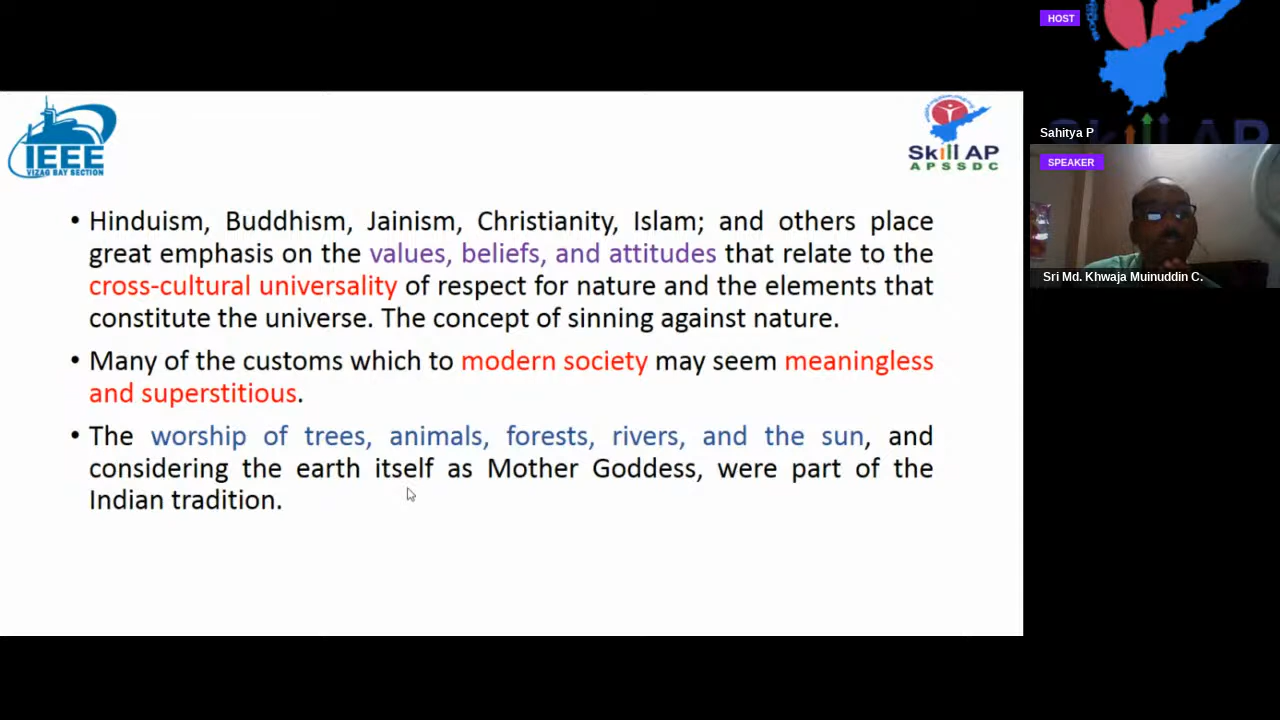 HOST
Sahitya P
SPEAKER
Sri Md. Khwaja Muinuddin C.
IEEE
VIZAG BAY SECTION
Skill AP
APSSDC
• Hinduism, Buddhism, Jainism, Christianity, Islam; and others place
great emphasis on the values, beliefs, and attitudes that relate to the
cross-cultural universality of respect for nature and the elements that
constitute the universe. The concept of sinning against nature.
• Many of the customs which to modern society may seem meaningless
and superstitious.
• The worship of trees, animals, forests, rivers, and the sun, and
considering the earth itself as Mother Goddess, were part of the
Indian tradition.